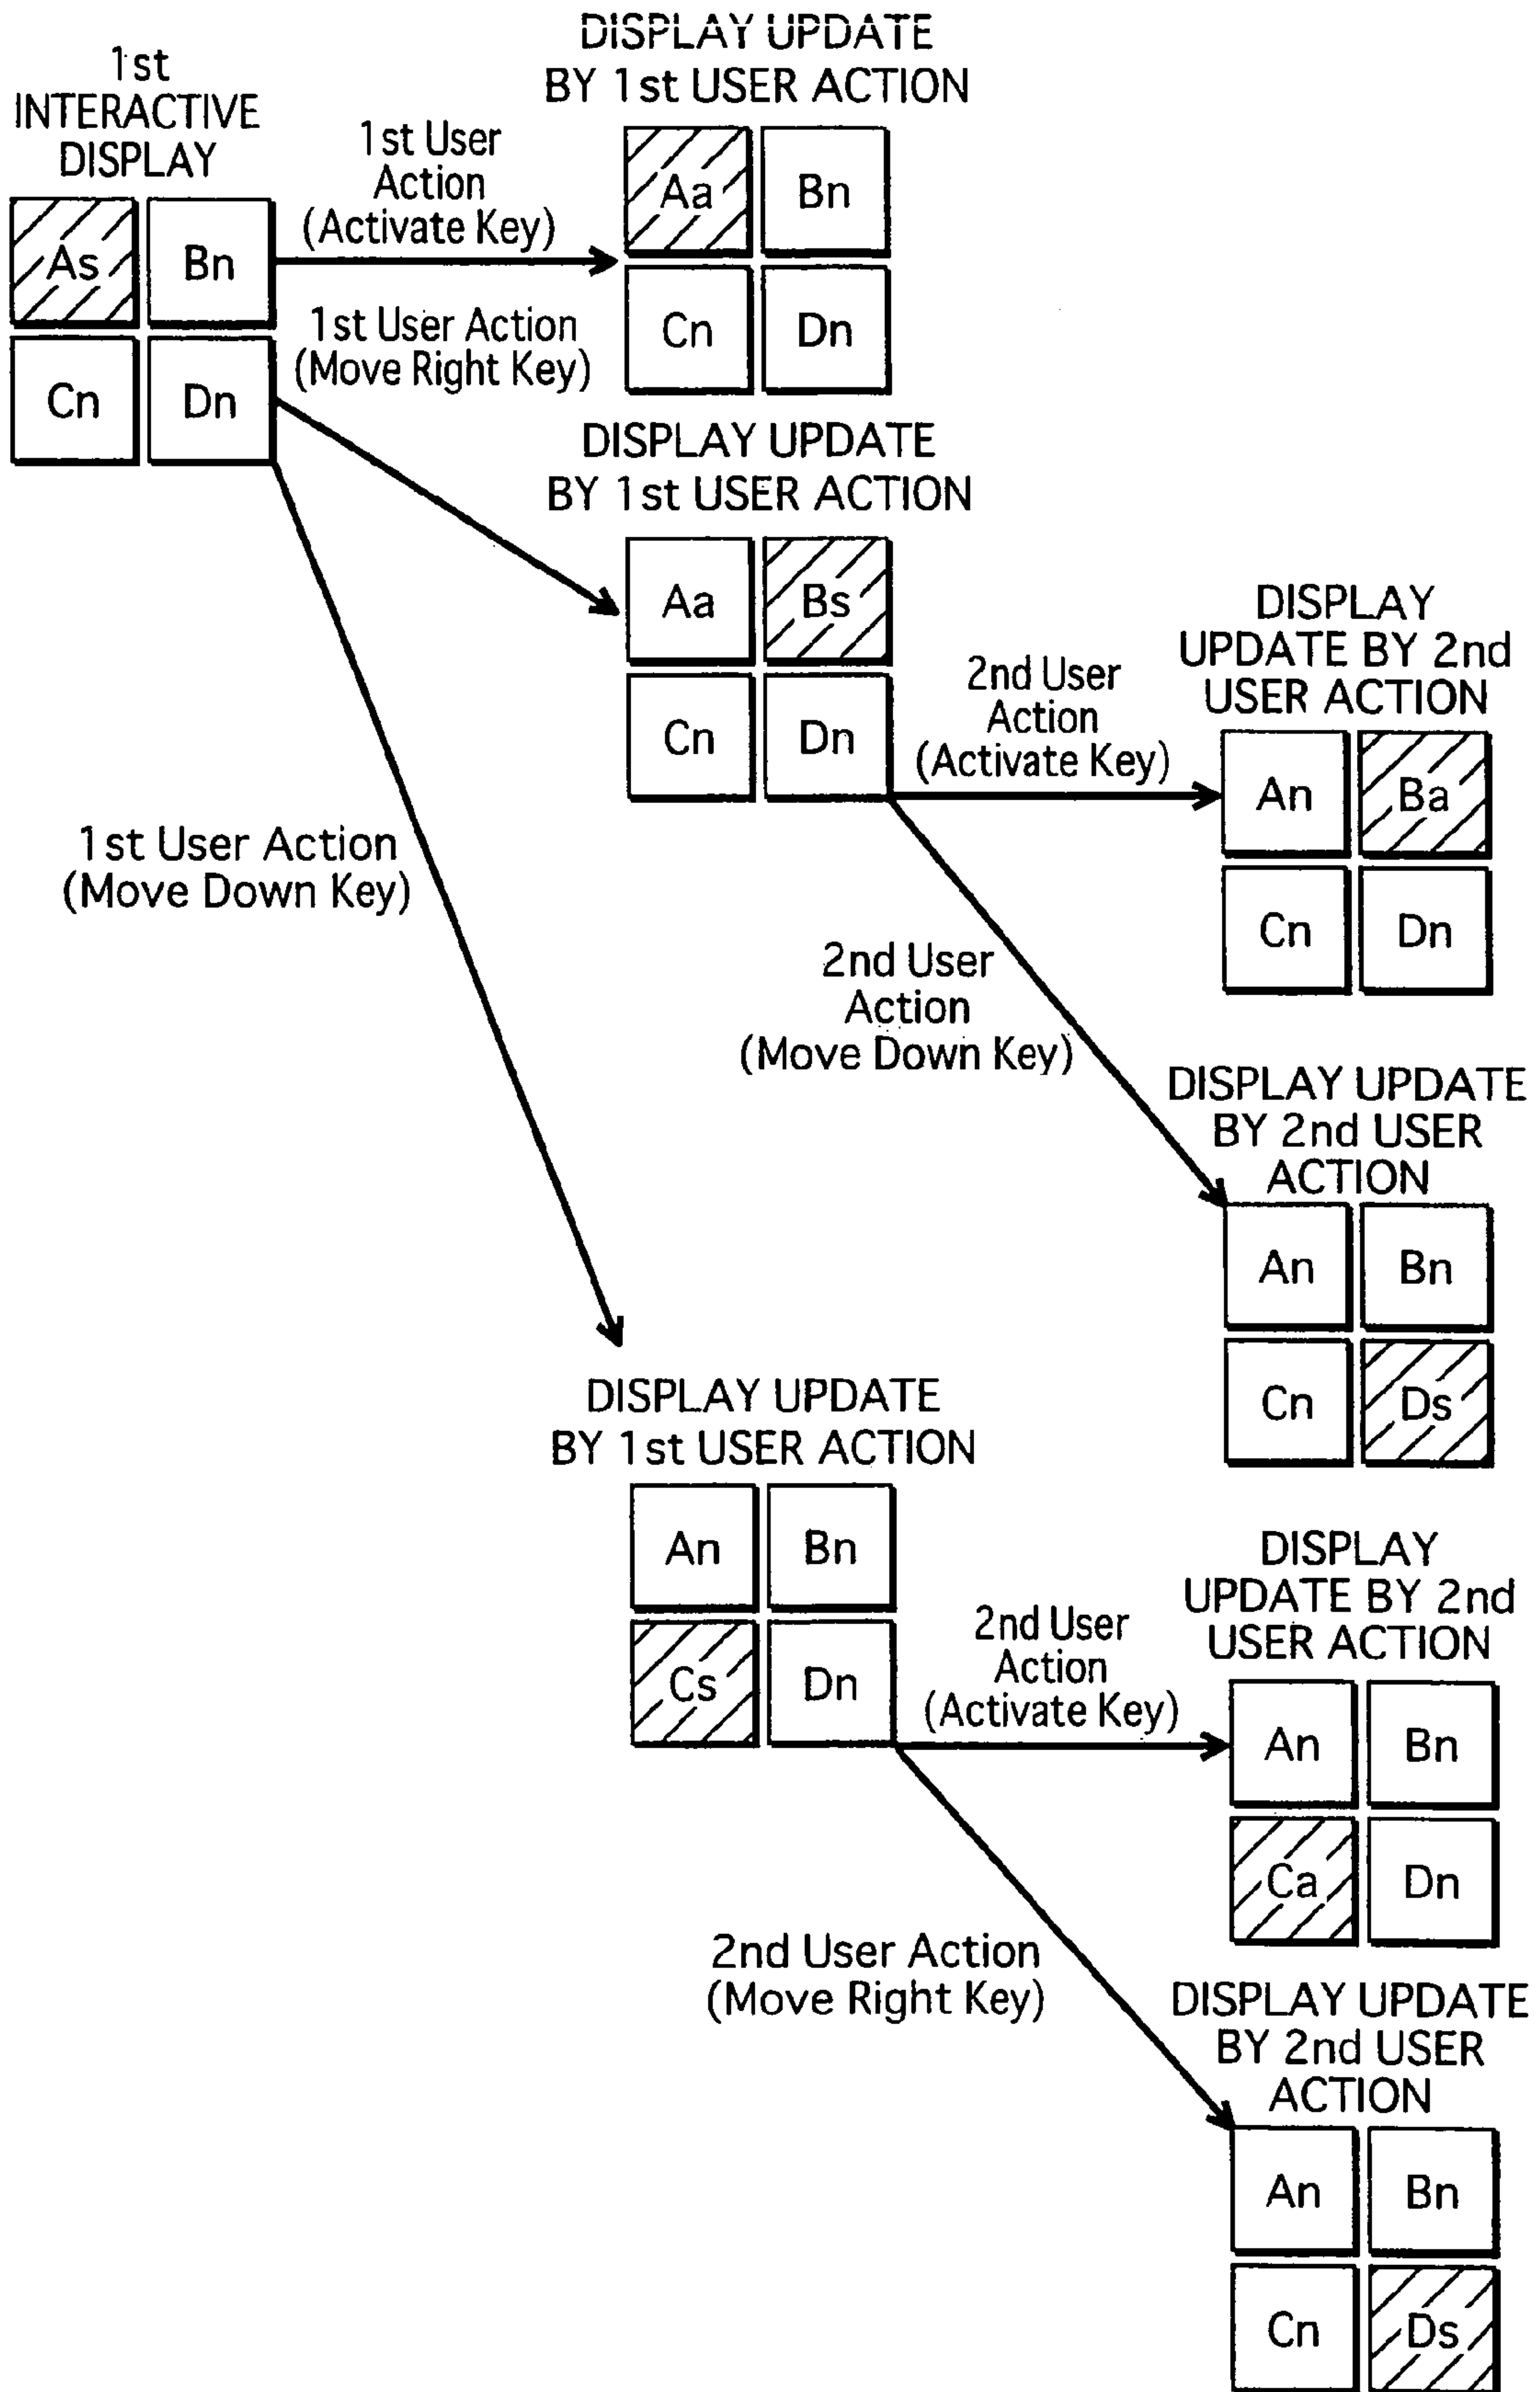 1st
INTERACTIVE
DISPLAY
As
Bn
Cn
Dn
1st User
Action
(Activate Key)
DISPLAY UPDATE
BY 1st USER ACTION
Aa
Bn
Cn
Dn
1st User Action
(Move Right Key)
DISPLAY UPDATE
BY 1st USER ACTION
Aa
Bs
Cn
Dn
2nd User
Action
(Activate Key)
DISPLAY
UPDATE BY 2nd
USER ACTION
An
Ba
Cn
Dn
2nd User
Action
(Move Down Key)
DISPLAY UPDATE
BY 2nd USER
ACTION
An
Bn
Cn
Ds
1st User Action
(Move Down Key)
DISPLAY UPDATE
BY 1st USER ACTION
An
Bn
Cs
Dn
2nd User
Action
(Activate Key)
DISPLAY
UPDATE BY 2nd
USER ACTION
An
Bn
Ca
Dn
2nd User Action
(Move Right Key)
DISPLAY UPDATE
BY 2nd USER
ACTION
An
Bn
Cn
Ds